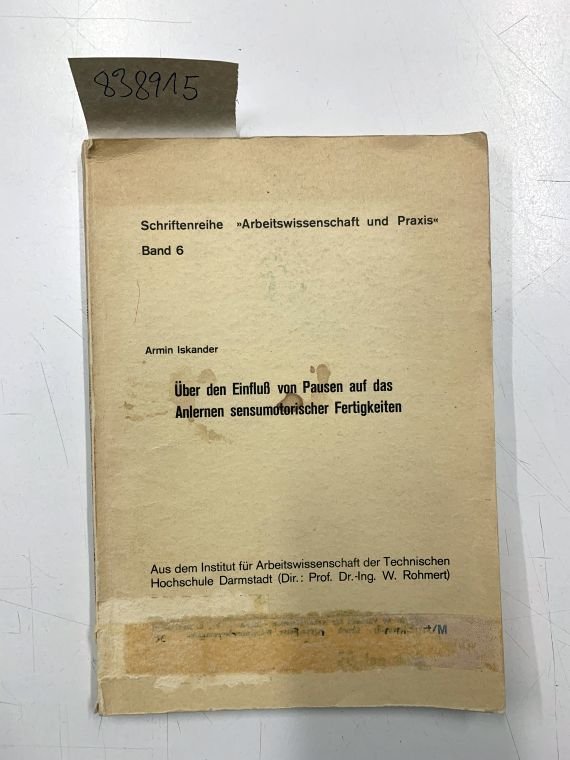 838915
Schriftenreihe »Arbeitswissenschaft und Praxis«
Band 6
Armin Iskander
Über den Einfluß von Pausen auf das
Anlernen sensumotorischer Fertigkeiten
Aus dem Institut für Arbeitswissenschaft der Technischen
Hochschule Darmstadt (Dir.: Prof. Dr.-Ing. W. Rohmert)